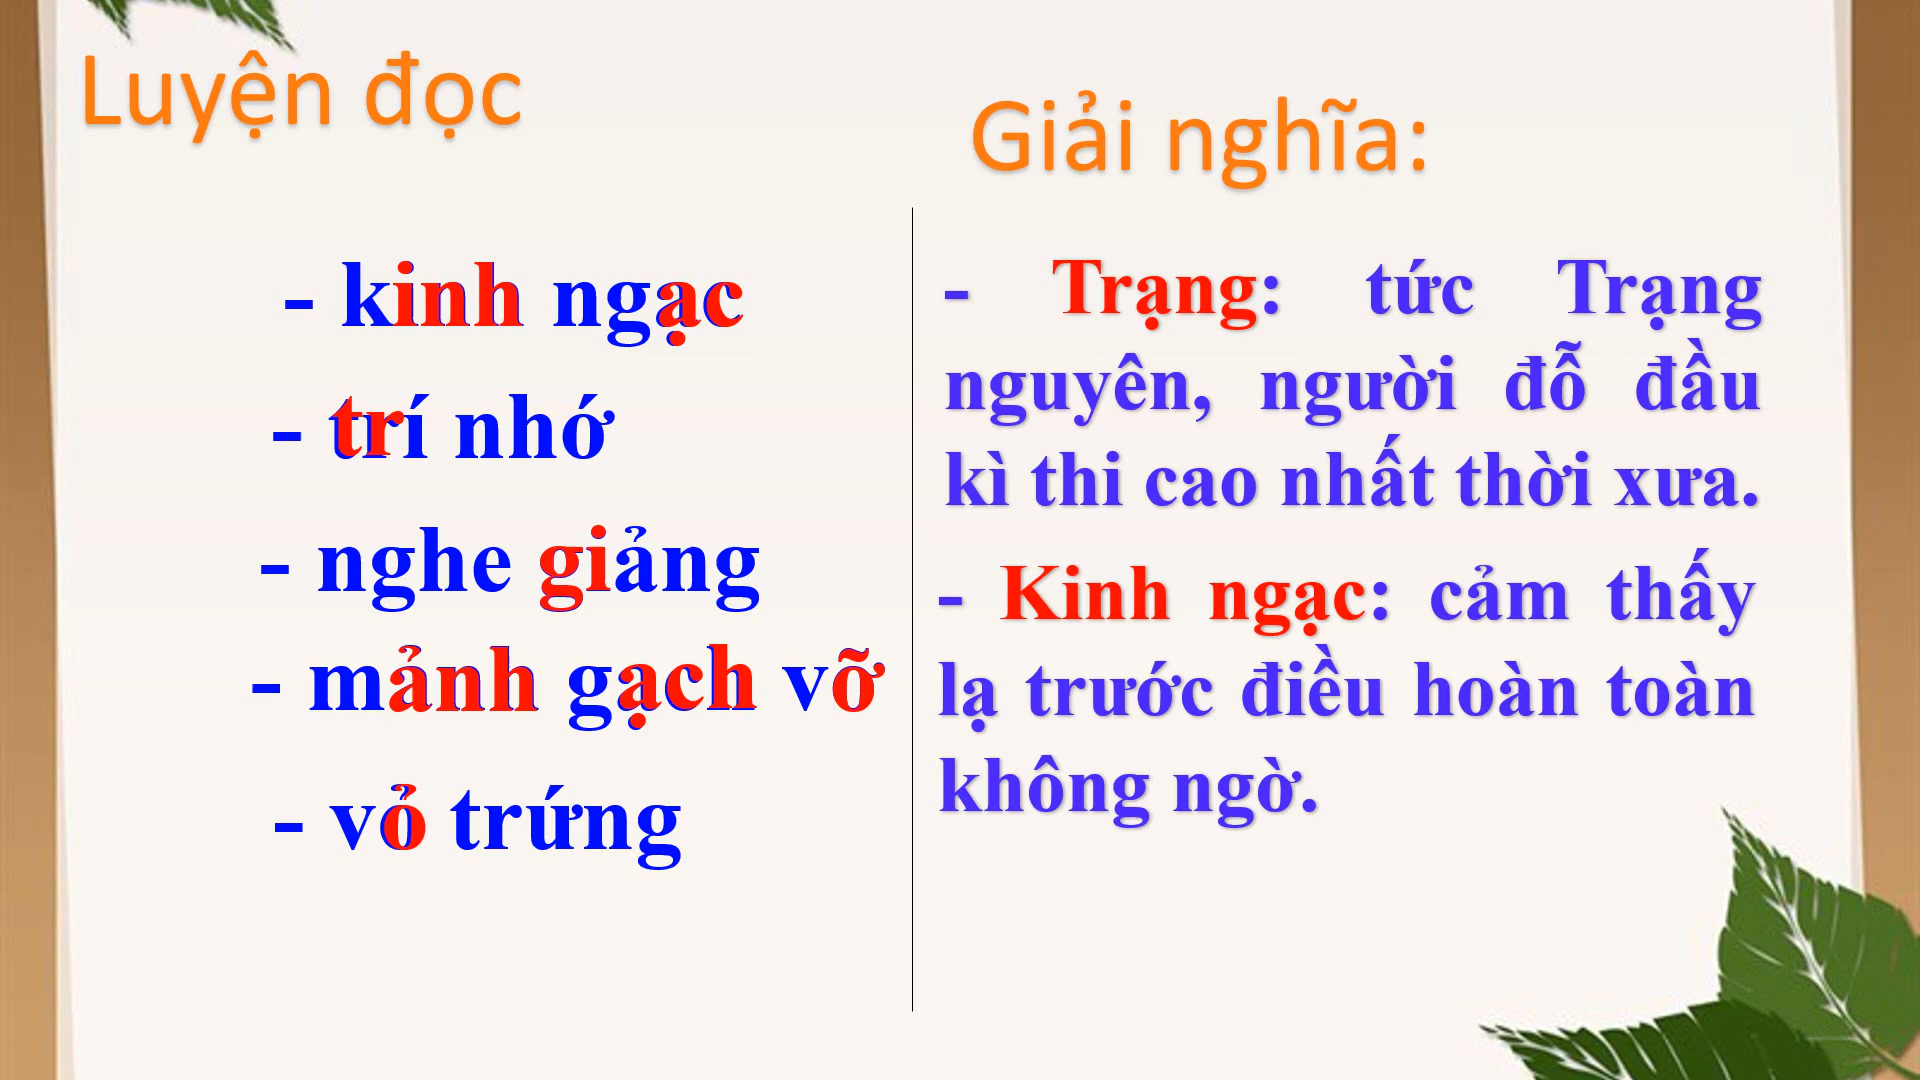 Luyện đọc
- kinh ngạc
- trí nhớ
- nghe giảng
- mảnh gạch vỡ
- vỏ trứng
Giải nghĩa:
- Trạng: tức Trạng
nguyên, người đỗ đầu
kì thi cao nhất thời xưa.
- Kinh ngạc: cảm thấy
lạ trước điều hoàn toàn
không ngờ.